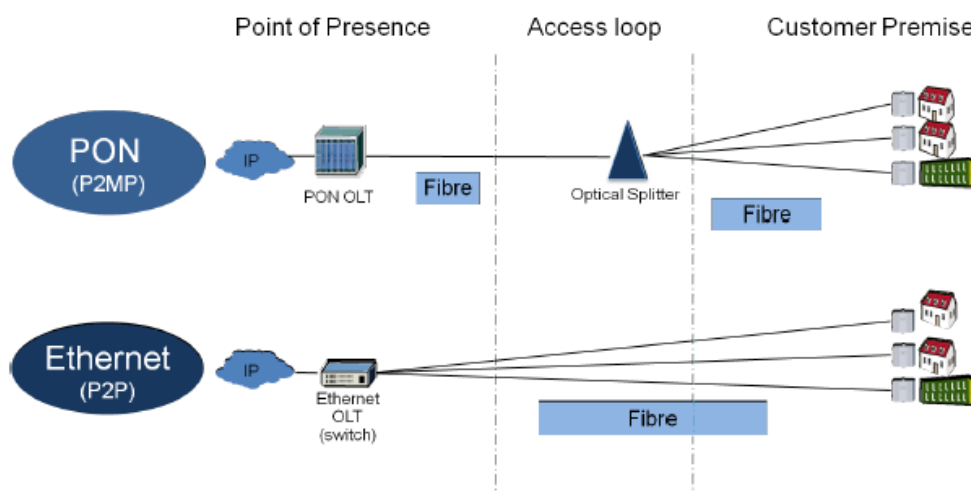 Point of Presence
Access loop
Customer Premise
PON
(P2MP)
IP
PON OLT
Fibre
Optical Splitter
Fibre
Ethernet
(P2P)
IP
Ethernet
OLT
(switch)
Fibre